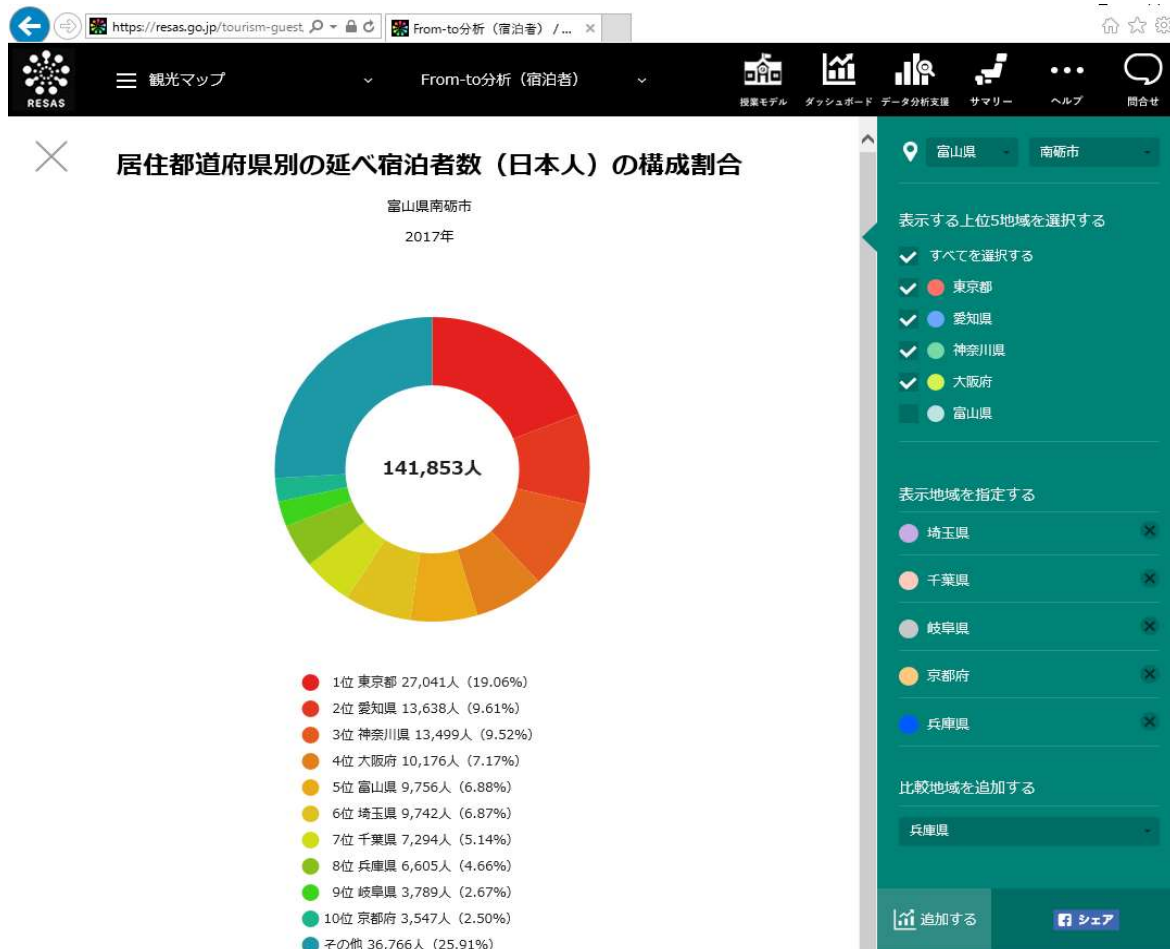 https://resas.go.jp/tourism-guest
From-to分析（宿泊者）/ ...
RESAS
観光マップ
From-to分析（宿泊者）
授業モデル
ダッシュボード
データ分析支援
サマリー
ヘルプ
問合せ
居住都道府県別の延べ宿泊者数（日本人）の構成割合
富山県南砺市
2017年
141,853人
1位 東京都 27,041人（19.06%）
2位 愛知県 13,638人（9.61%）
3位 神奈川県 13,499人（9.52%）
4位 大阪府 10,176人（7.17%）
5位 富山県 9,756人（6.88%）
6位 埼玉県 9,742人（6.87%）
7位 千葉県 7,294人（5.14%）
8位 兵庫県 6,605人（4.66%）
9位 岐阜県 3,789人（2.67%）
10位 京都府 3,547人（2.50%）
その他 36,766人（25.91%）
富山県
南砺市
表示する上位5地域を選択する
すべてを選択する
東京都
愛知県
神奈川県
大阪府
富山県
表示地域を指定する
埼玉県
千葉県
岐阜県
京都府
兵庫県
比較地域を追加する
兵庫県
追加する
シェア